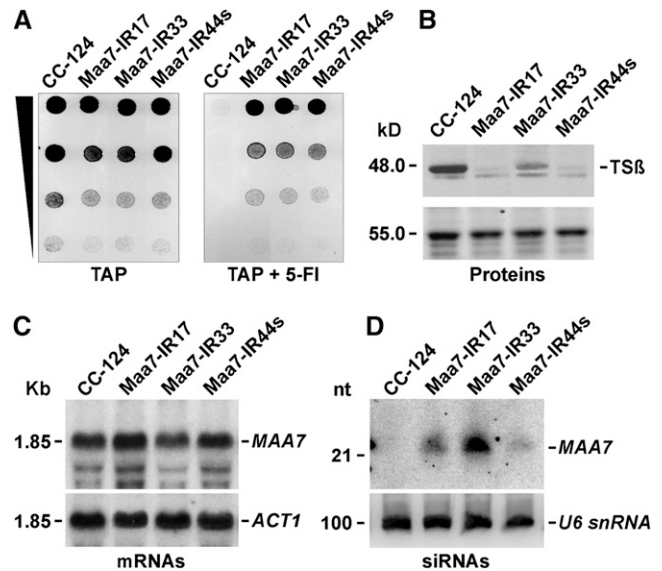 A
CC-124
Maa7-IR17
Maa7-IR33
Maa7-IR44s
CC-124
Maa7-IR17
Maa7-IR33
Maa7-IR44s
TAP
TAP + 5-FI
B
kD
CC-124
Maa7-IR17
Maa7-IR33
Maa7-IR44s
48.0
TSß
55.0
Proteins
C
Kb
CC-124
Maa7-IR17
Maa7-IR33
Maa7-IR44s
1.85
MAA7
1.85
ACT1
mRNAs
D
nt
CC-124
Maa7-IR17
Maa7-IR33
Maa7-IR44s
21
MAA7
100
U6 snRNA
siRNAs